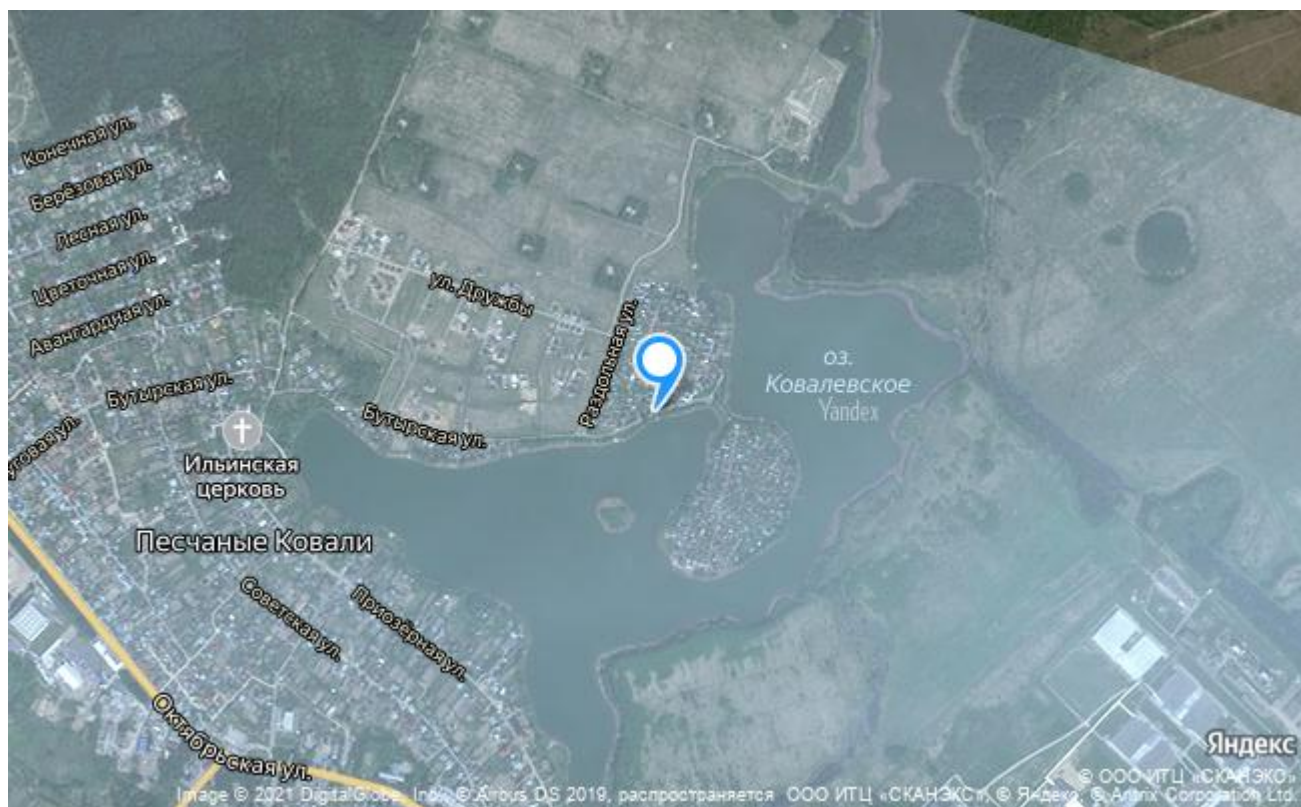 Конечная ул.
Берёзовая ул.
Лесная ул.
Цветочная ул.
Авангардная ул.
Бутырская ул.
ул. Дружбы
Раздольная ул.
Бутырская ул.
оз.
Ковалевское
Yandex
Ильинская
церковь
Песчаные Ковали
Советская ул.
Приозёрная ул.
Октябрьская ул.
Яндекс
© ООО ИТЦ «СКАНЭКС»
Image © 2021 DigitalGlobe, Inc., © Airbus DS 2019, распространяется ООО ИТЦ «СКАНЭКС», © Яндекс, © Antrix Corporation Ltd.